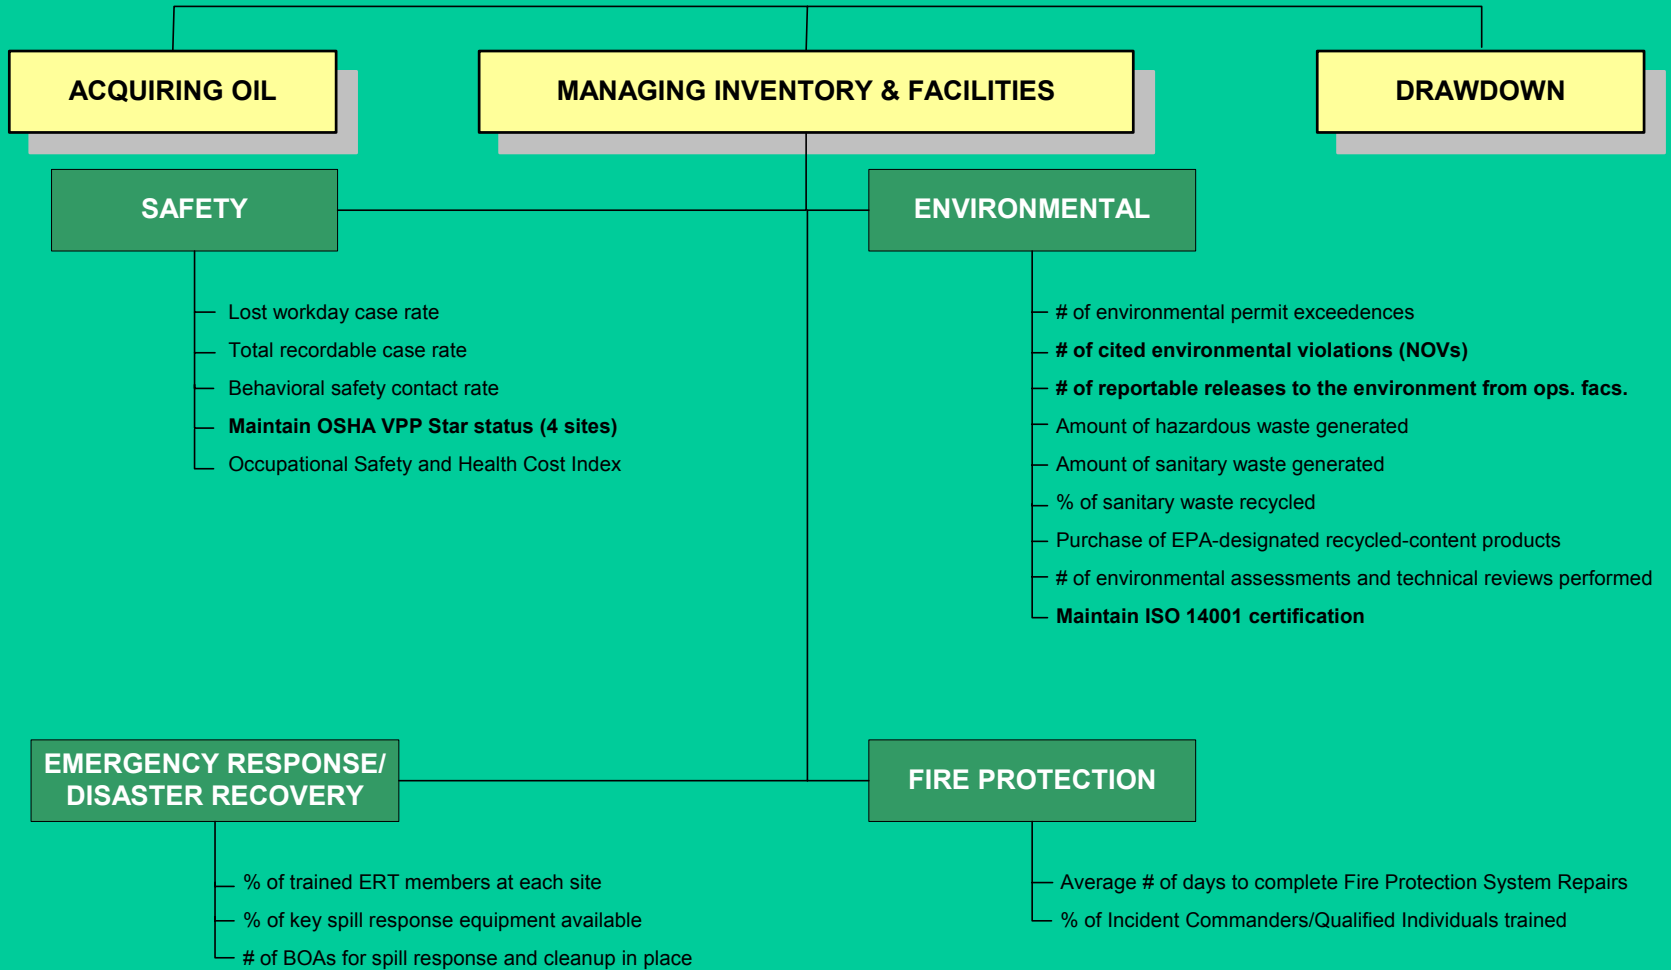 ACQUIRING OIL
MANAGING INVENTORY & FACILITIES
DRAWDOWN
SAFETY
Lost workday case rate
Total recordable case rate
Behavioral safety contact rate
Maintain OSHA VPP Star status (4 sites)
Occupational Safety and Health Cost Index
ENVIRONMENTAL
# of environmental permit exceedences
# of cited environmental violations (NOVs)
# of reportable releases to the environment from ops. facs.
Amount of hazardous waste generated
Amount of sanitary waste generated
% of sanitary waste recycled
Purchase of EPA-designated recycled-content products
# of environmental assessments and technical reviews performed
Maintain ISO 14001 certification
EMERGENCY RESPONSE/
DISASTER RECOVERY
% of trained ERT members at each site
% of key spill response equipment available
# of BOAs for spill response and cleanup in place
FIRE PROTECTION
Average # of days to complete Fire Protection System Repairs
% of Incident Commanders/Qualified Individuals trained